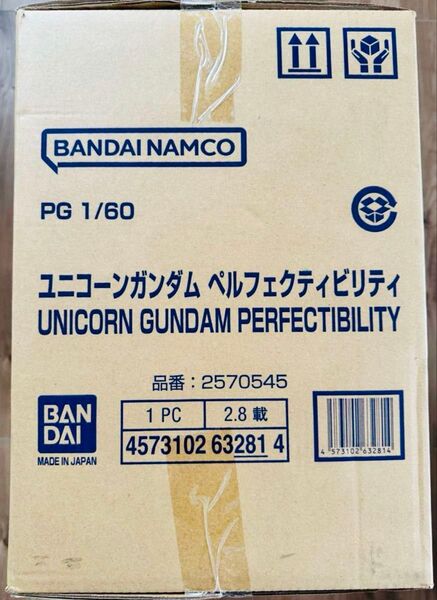 BANDAI NAMCO
PG 1/60
ユニコーンガンダム ペルフェクティビリティ
UNICORN GUNDAM PERFECTIBILITY
品番：2570545
BAN
DAI
MADE IN JAPAN
1 PC 2.8 載
4573102 63281 4
4 573102 632814